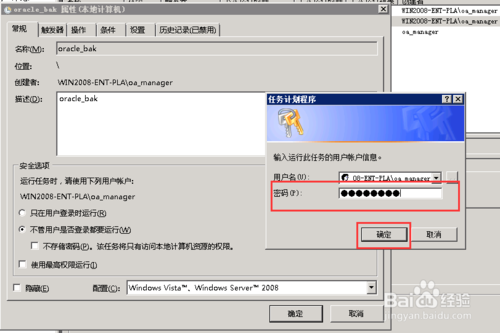 oracle_bak 属性(本地计算机)
常规 触发器 操作 条件 设置 历史记录(已禁用)
名称(M): oracle_bak
位置: \
创建者: WIN2008-ENT-PLA\oa_manager
描述(D): oracle_bak
安全选项
运行任务时，请使用下列用户帐户:
WIN2008-ENT-PLA\oa_manager
只在用户登录时运行(R)
不管用户是否登录都要运行(W)
不存储密码(P)。该任务将只有访问本地计算机资源的权限。
使用最高权限运行(I)
隐藏(E) 配置(C): Windows Vista™、Windows Server™ 2008
确定 取消
创建者
WIN2008-ENT-PLA\oa_manager
WIN2008-ENT-PLA\oa_manager
oa_manager
任务计划程序
输入运行此任务的用户帐户信息。
用户名(U): _08-ENT-PLA\oa_manager
密码(P): ●●●●●●●●
确定 取消
Baidu 经验
jingyan.baidu.com